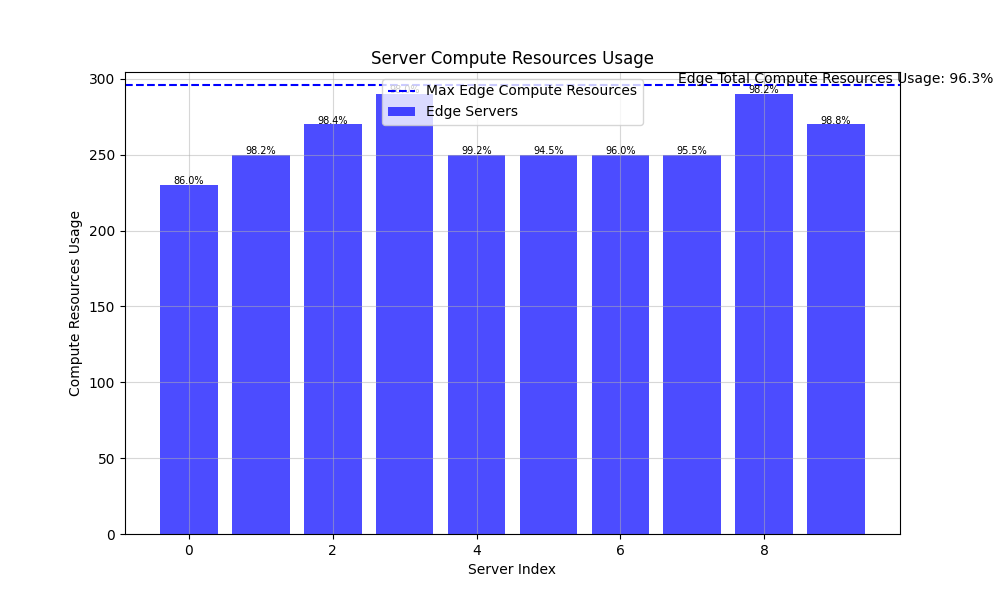 Server Compute Resources Usage
Edge Total Compute Resources Usage: 96.3%
Max Edge Compute Resources
Edge Servers
86.0%
98.2%
98.4%
99.2%
94.5%
96.0%
95.5%
98.2%
98.8%
300
250
200
150
100
50
0
Compute Resources Usage
0 2 4 6 8
Server Index